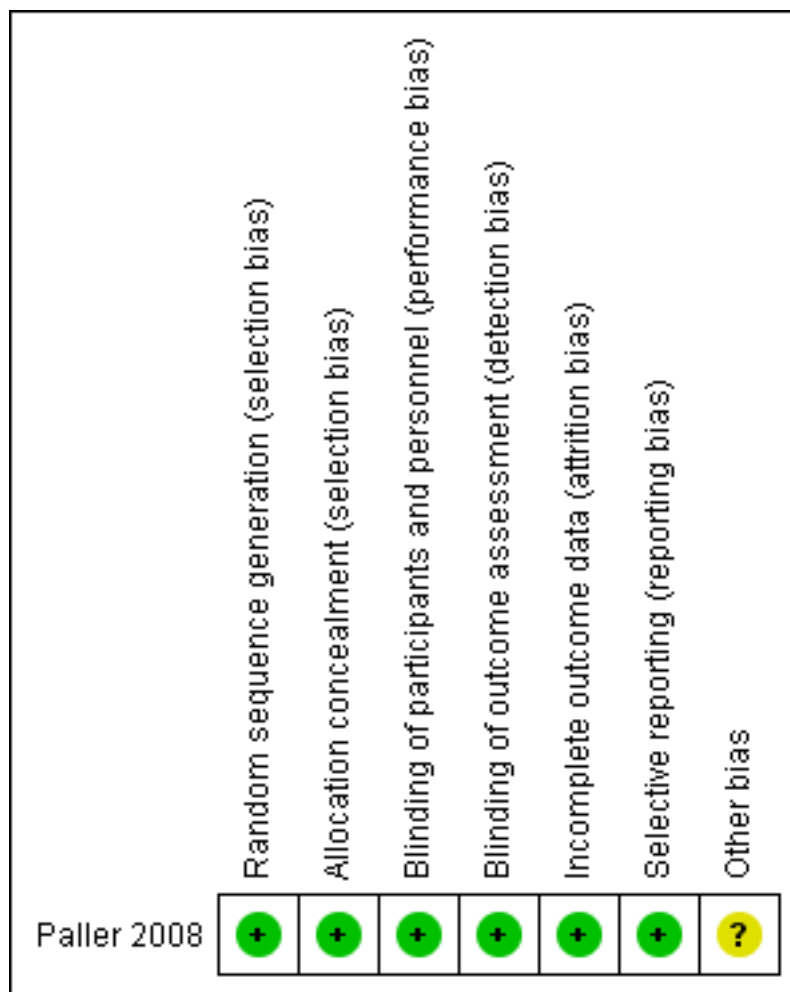 Random sequence generation (selection bias)
Allocation concealment (selection bias)
Blinding of participants and personnel (performance bias)
Blinding of outcome assessment (detection bias)
Incomplete outcome data (attrition bias)
Selective reporting (reporting bias)
Other bias
Paller 2008 + + + + + + ?